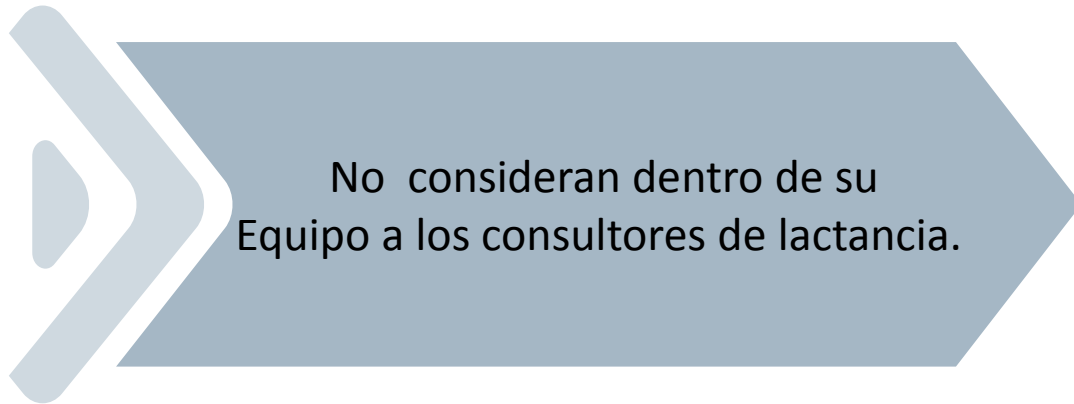 No consideran dentro de su
Equipo a los consultores de lactancia.